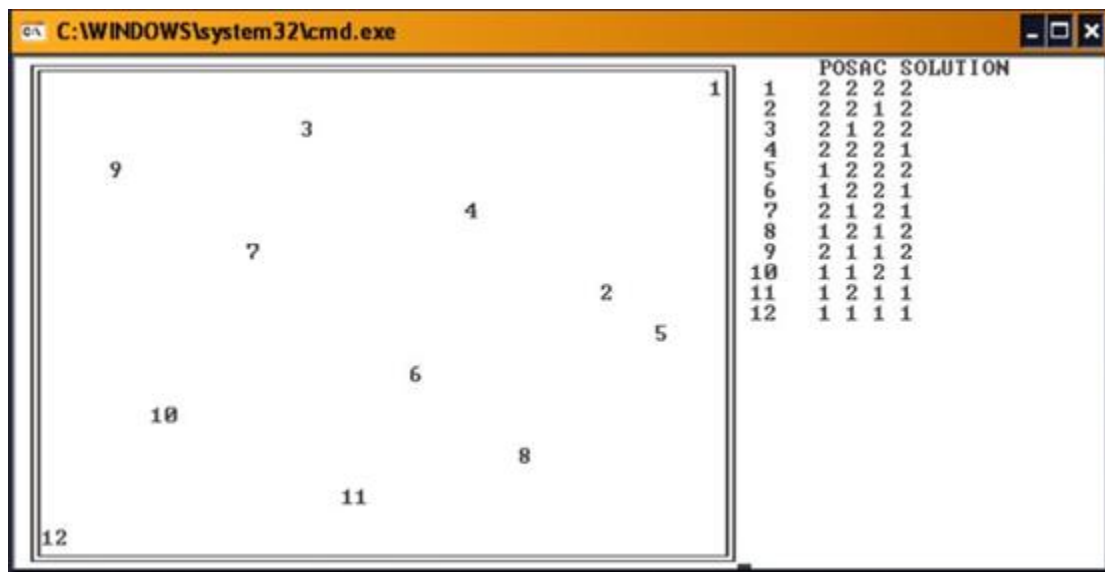 C:\WINDOWS\system32\cmd.exe
POSAC SOLUTION
1 1 2 2 2 2
2 2 2 1 2
3 3 2 1 2 2
4 2 2 2 1
9 5 1 2 2 2
6 1 2 2 1
4 7 2 1 2 1
8 1 2 1 2
7 9 2 1 1 2
10 1 1 2 1
2 11 1 2 1 1
12 1 1 1 1
5
6
10
8
11
12